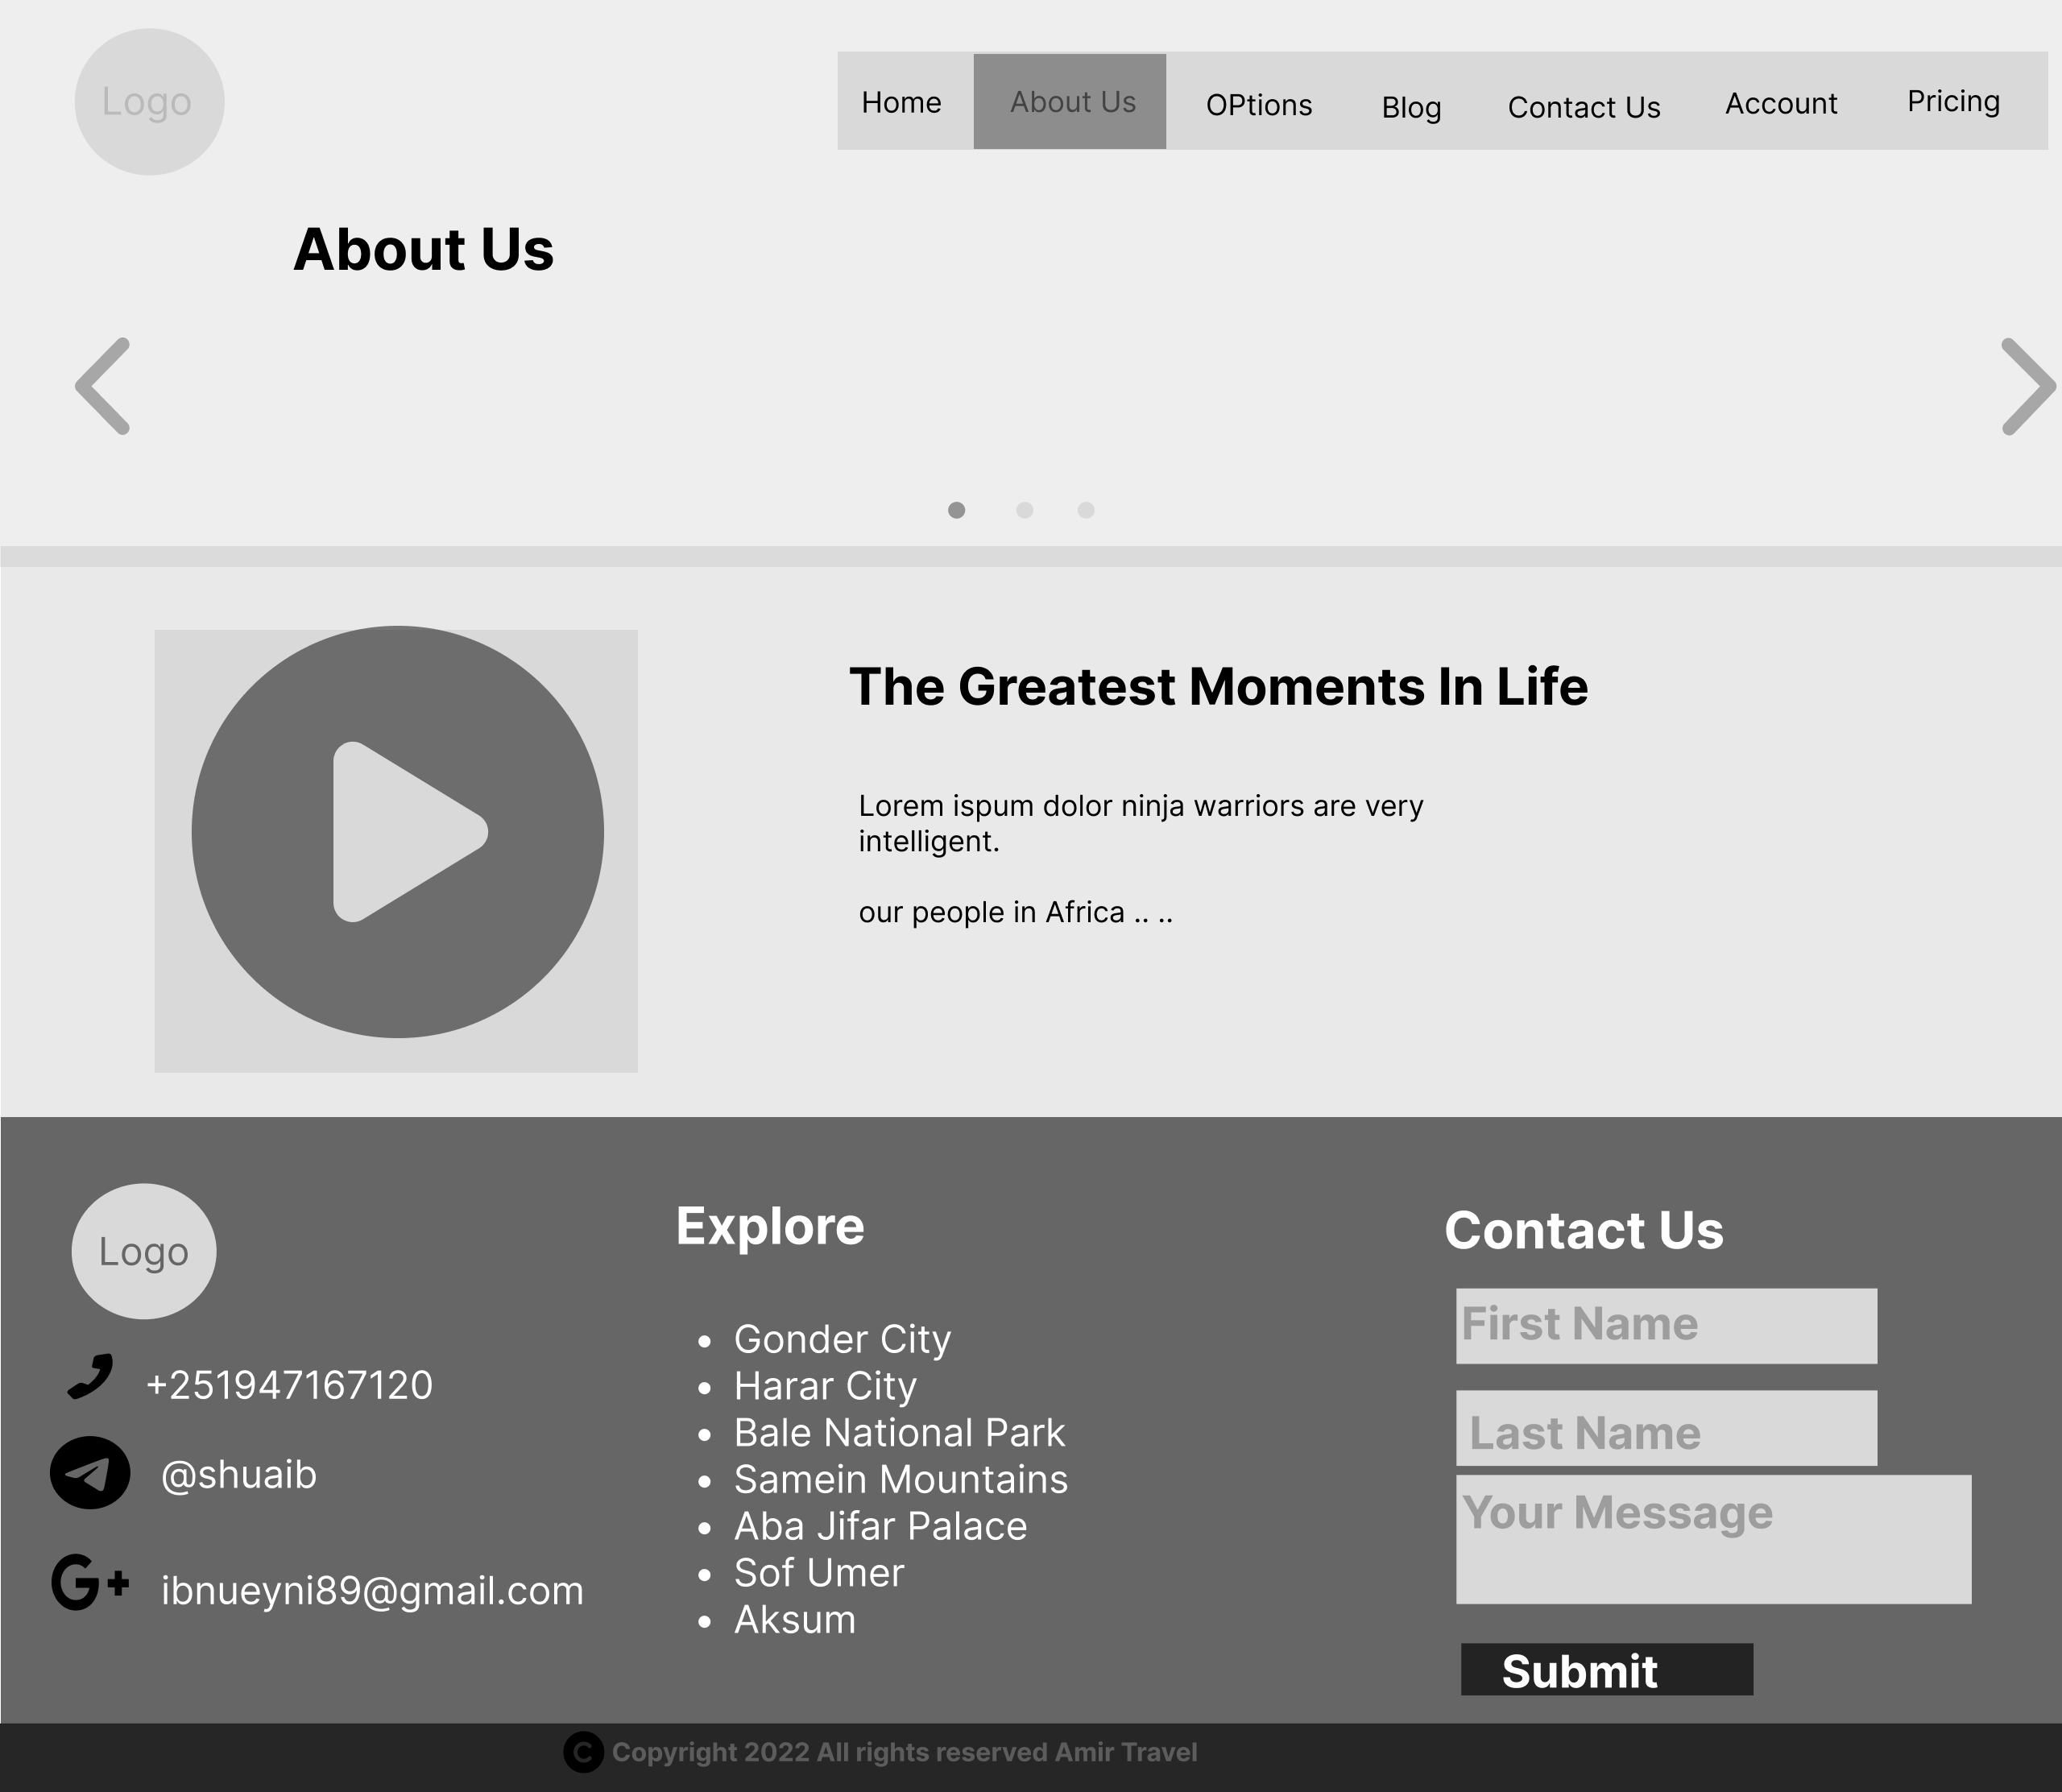 Logo
Home About Us OPtions Blog Contact Us Account Pricing
About Us
The Greatest Moments In Life
Lorem ispum dolor ninja warriors are very
intelligent.
our people in Africa .. ..
Logo
+251947167120
@shuaib
G+ ibnueyni89@gmail.com
Explore
• Gonder City
• Harar City
• Bale National Park
• Samein Mountains
• Aba Jifar Palace
• Sof Umer
• Aksum
Contact Us
First Name
Last Name
Your Message
Submit
© Copyright 2022 All rights reserved Amir Travel